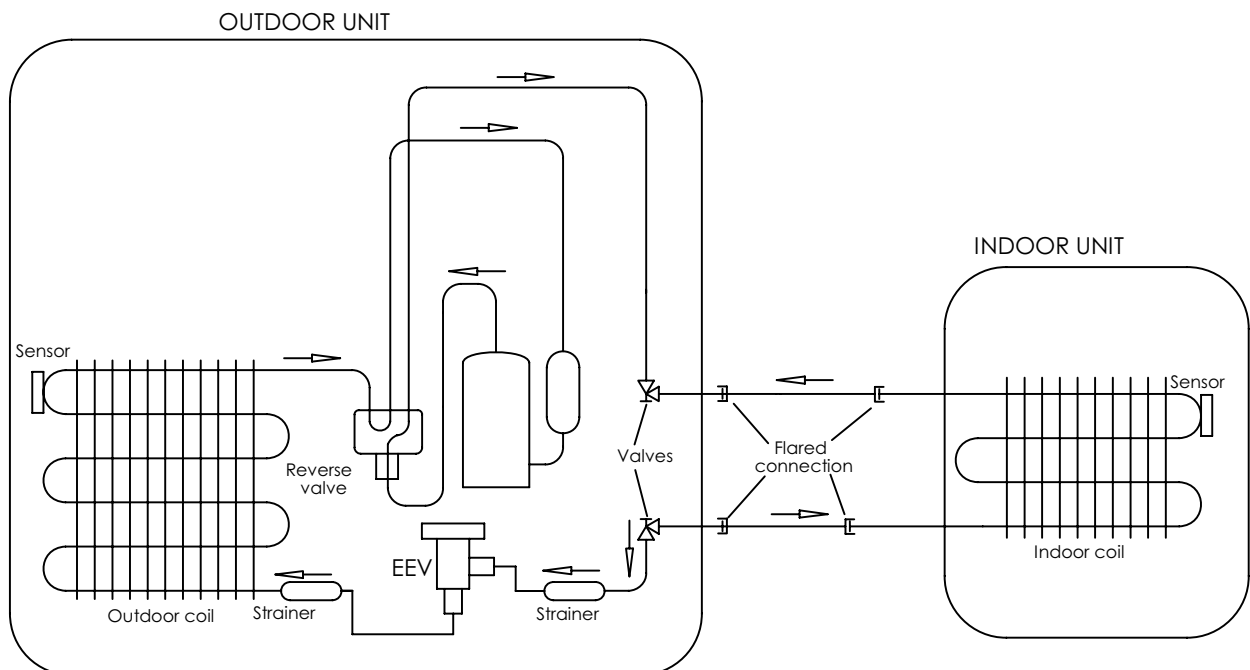 OUTDOOR UNIT
INDOOR UNIT
Sensor
Sensor
Reverse
valve
Valves
Flared
connection
EEV
Indoor coil
Outdoor coil
Strainer
Strainer